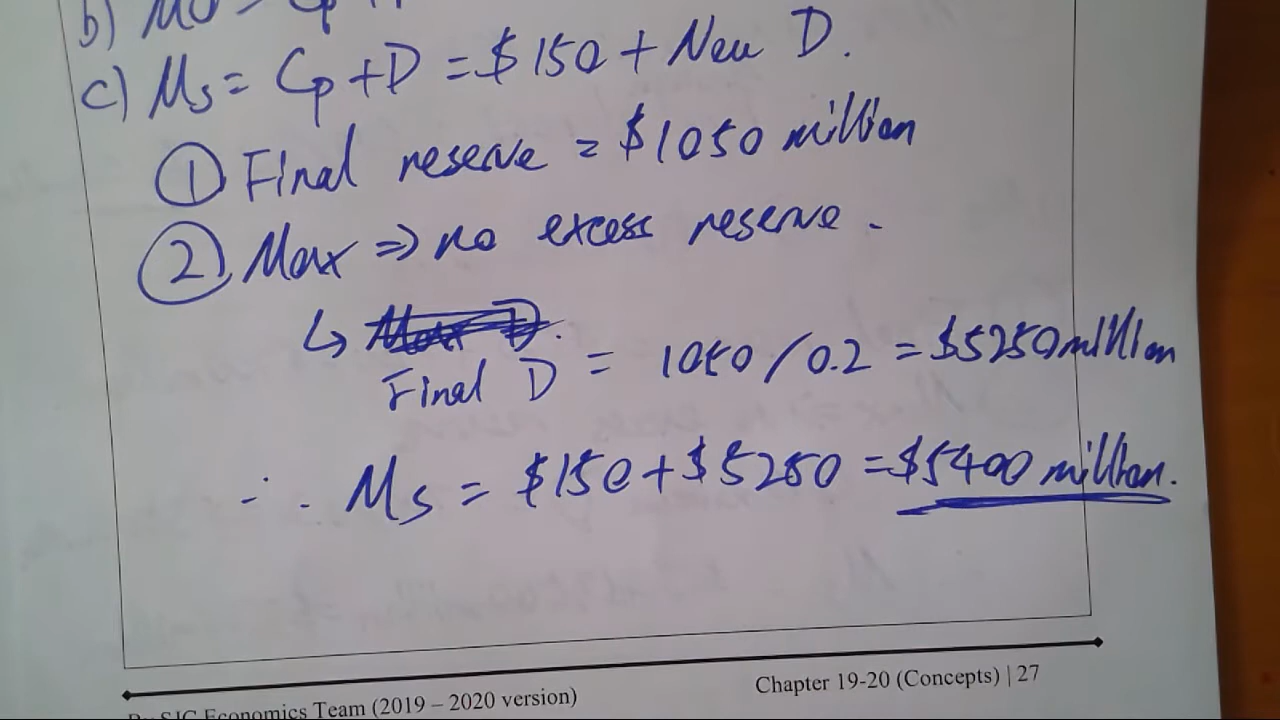 b)
c) Ms = Cp + D = $150 + New D.
① Final reserve = $1050 million
② Max ⇒ no excess reserve.
↳
Final D = 1050 / 0.2 = $5250 million
∴ Ms = $150 + $5250 = $5400 million.
Chapter 19-20 (Concepts) | 27
Economics Team (2019 – 2020 version)